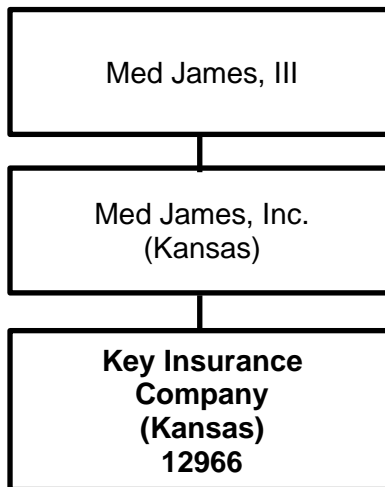 Med James, III
Med James, Inc.
(Kansas)
Key Insurance
Company
(Kansas)
12966